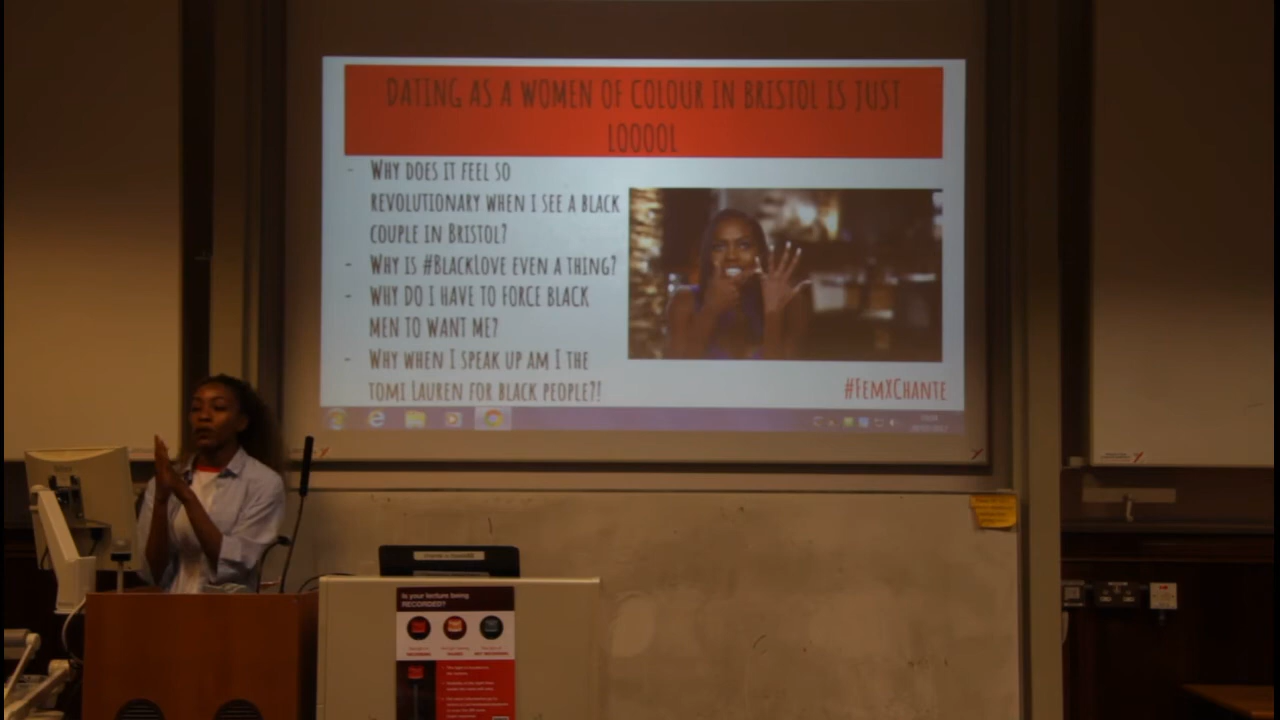 DATING AS A WOMEN OF COLOUR IN BRISTOL IS JUST
LOOOOL
- WHY DOES IT FEEL SO
REVOLUTIONARY WHEN I SEE A BLACK
COUPLE IN BRISTOL?
- WHY IS #BLACKLOVE EVEN A THING?
- WHY DO I HAVE TO FORCE BLACK
MEN TO WANT ME?
- WHY WHEN I SPEAK UP AM I THE
TOMI LAUREN FOR BLACK PEOPLE?!
#FEMXCHANTE
Is your lecture being
RECORDED?